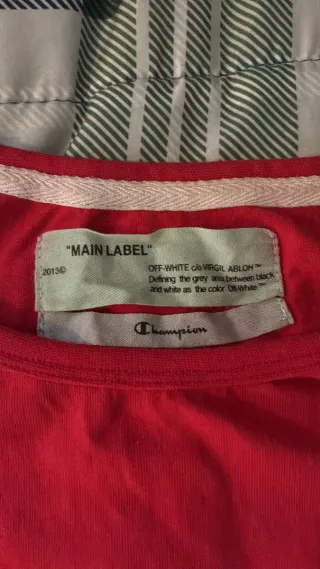 "MAIN LABEL"
2013©
OFF-WHITE c/o VIRGIL ABLOH™
Defining the grey area between black
and white as the color Off-White™
Champion